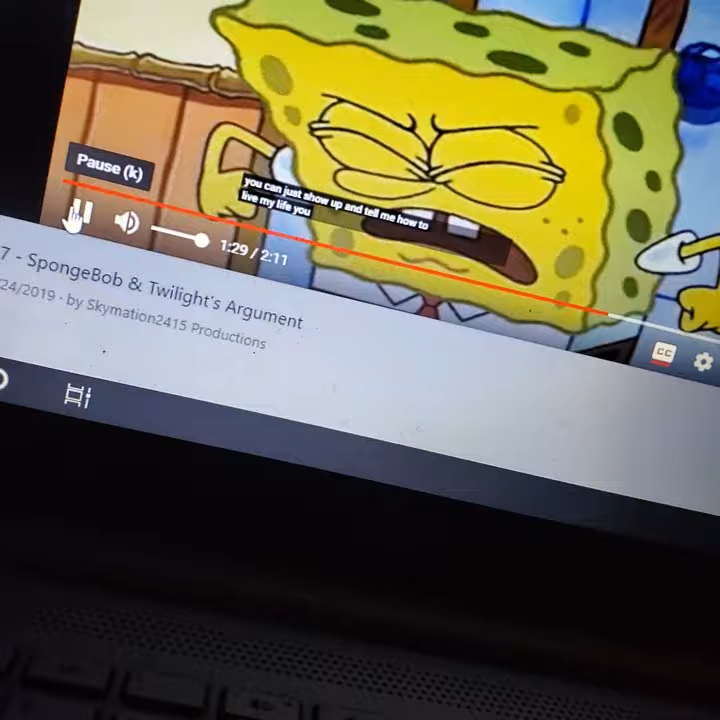 you can just show up and tell me how to
live my life you
Pause (k)
1:29 / 2:11
CC
7 - SpongeBob & Twilight's Argument
24/2019 · by Skymation2415 Productions